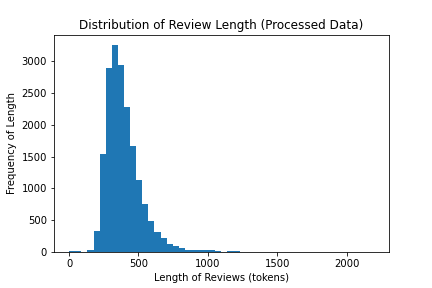 Distribution of Review Length (Processed Data)
Frequency of Length
3000
2500
2000
1500
1000
500
0
0 500 1000 1500 2000
Length of Reviews (tokens)